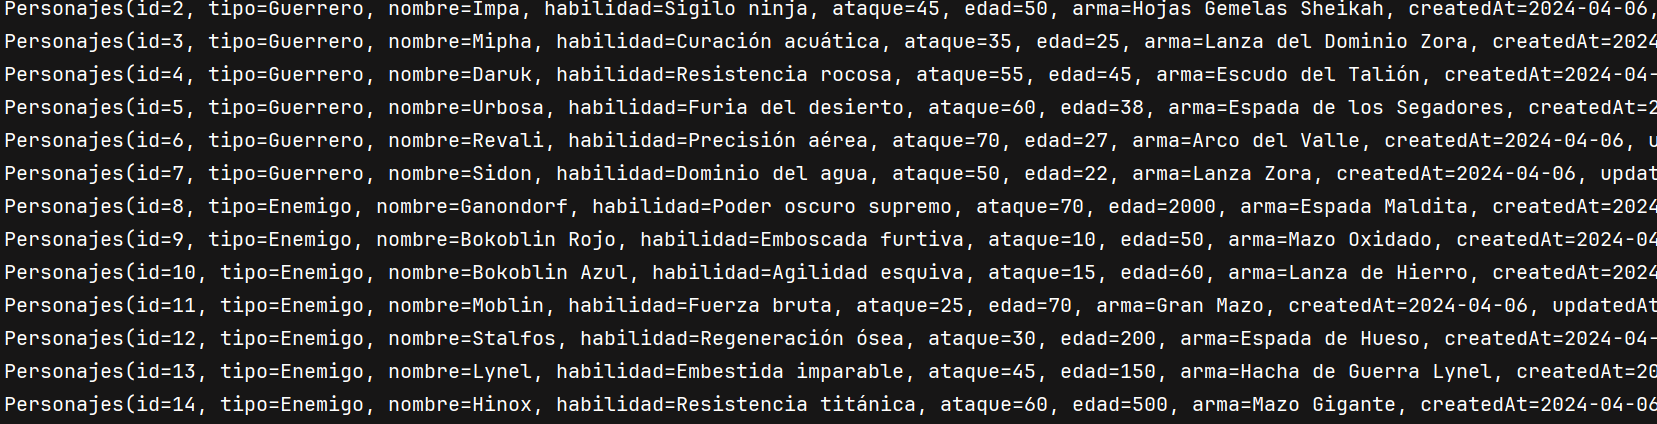 Personajes(id=2, tipo=Guerrero, nombre=Impa, habilidad=Sigilo ninja, ataque=45, edad=50, arma=Hojas Gemelas Sheikah, createdAt=2024-04-06,
Personajes(id=3, tipo=Guerrero, nombre=Mipha, habilidad=Curación acuática, ataque=35, edad=25, arma=Lanza del Dominio Zora, createdAt=2024
Personajes(id=4, tipo=Guerrero, nombre=Daruk, habilidad=Resistencia rocosa, ataque=55, edad=45, arma=Escudo del Talión, createdAt=2024-04-
Personajes(id=5, tipo=Guerrero, nombre=Urbosa, habilidad=Furia del desierto, ataque=60, edad=38, arma=Espada de los Segadores, createdAt=2
Personajes(id=6, tipo=Guerrero, nombre=Revali, habilidad=Precisión aérea, ataque=70, edad=27, arma=Arco del Valle, createdAt=2024-04-06, u
Personajes(id=7, tipo=Guerrero, nombre=Sidon, habilidad=Dominio del agua, ataque=50, edad=22, arma=Lanza Zora, createdAt=2024-04-06, updat
Personajes(id=8, tipo=Enemigo, nombre=Ganondorf, habilidad=Poder oscuro supremo, ataque=70, edad=2000, arma=Espada Maldita, createdAt=2024
Personajes(id=9, tipo=Enemigo, nombre=Bokoblin Rojo, habilidad=Emboscada furtiva, ataque=10, edad=50, arma=Mazo Oxidado, createdAt=2024-04
Personajes(id=10, tipo=Enemigo, nombre=Bokoblin Azul, habilidad=Agilidad esquiva, ataque=15, edad=60, arma=Lanza de Hierro, createdAt=2024
Personajes(id=11, tipo=Enemigo, nombre=Moblin, habilidad=Fuerza bruta, ataque=25, edad=70, arma=Gran Mazo, createdAt=2024-04-06, updatedAt
Personajes(id=12, tipo=Enemigo, nombre=Stalfos, habilidad=Regeneración ósea, ataque=30, edad=200, arma=Espada de Hueso, createdAt=2024-04-
Personajes(id=13, tipo=Enemigo, nombre=Lynel, habilidad=Embestida imparable, ataque=45, edad=150, arma=Hacha de Guerra Lynel, createdAt=20
Personajes(id=14, tipo=Enemigo, nombre=Hinox, habilidad=Resistencia titánica, ataque=60, edad=500, arma=Mazo Gigante, createdAt=2024-04-06